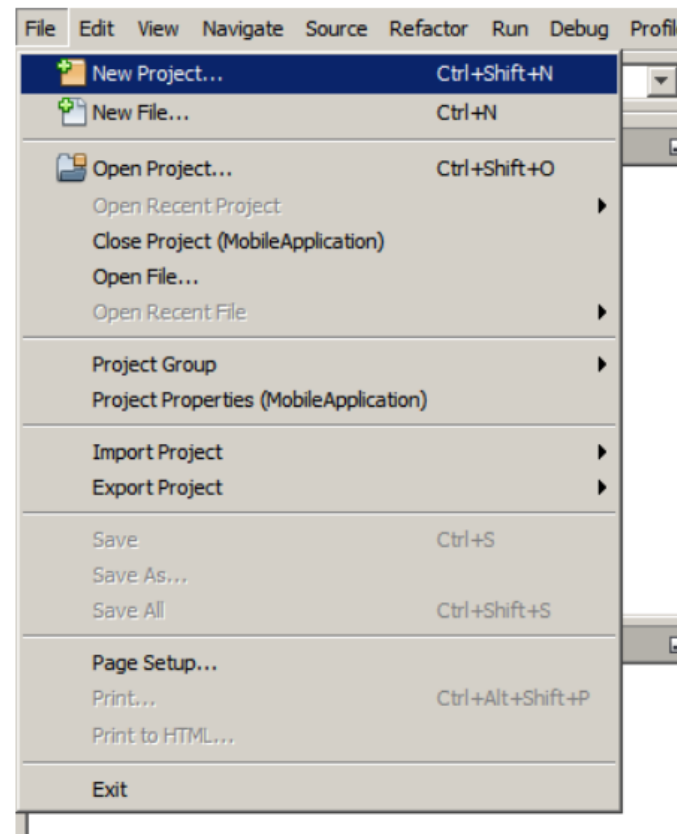 File Edit View Navigate Source Refactor Run Debug
New Project... Ctrl+Shift+N
New File... Ctrl+N
Open Project... Ctrl+Shift+O
Open Recent Project
Close Project (MobileApplication)
Open File...
Open Recent File
Project Group
Project Properties (MobileApplication)
Import Project
Export Project
Save Ctrl+S
Save As...
Save All Ctrl+Shift+S
Page Setup...
Print... Ctrl+Alt+Shift+P
Print to HTML...
Exit